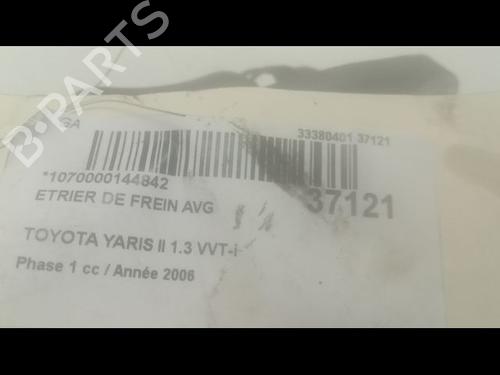 B-PARTS
GA
33380401 37121
*1070000144842
37121
ETRIER DE FREIN AVG
TOYOTA YARIS II 1.3 VVT-i
Phase 1 cc / Année 2006